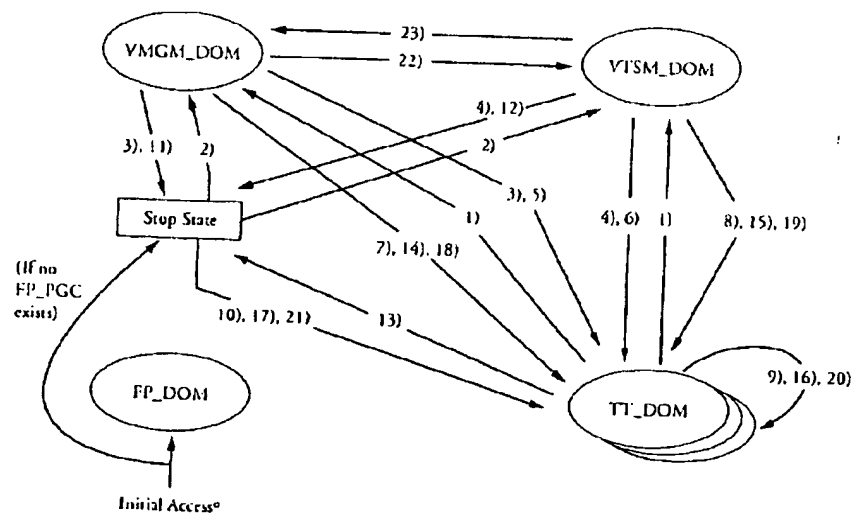 23)
VMGM_DOM
22)
VTSM_DOM
4), 12)
3), 11)
2)
2)
3), 5)
Stop State
1)
4), 6)
1)
8), 15), 19)
7), 14), 18)
(If no
FP_PGC
exists)
10), 17), 21)
13)
9), 16), 20)
FP_DOM
TT_DOM
Initial Access